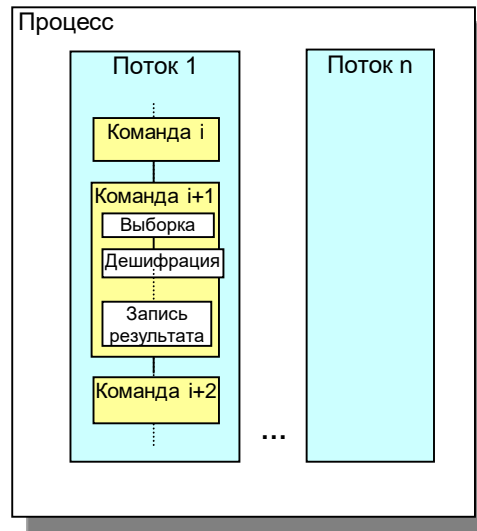 Процесс
Поток 1
Поток n
Команда i
Команда i+1
Выборка
Дешифрация
Запись
результата
Команда i+2
...